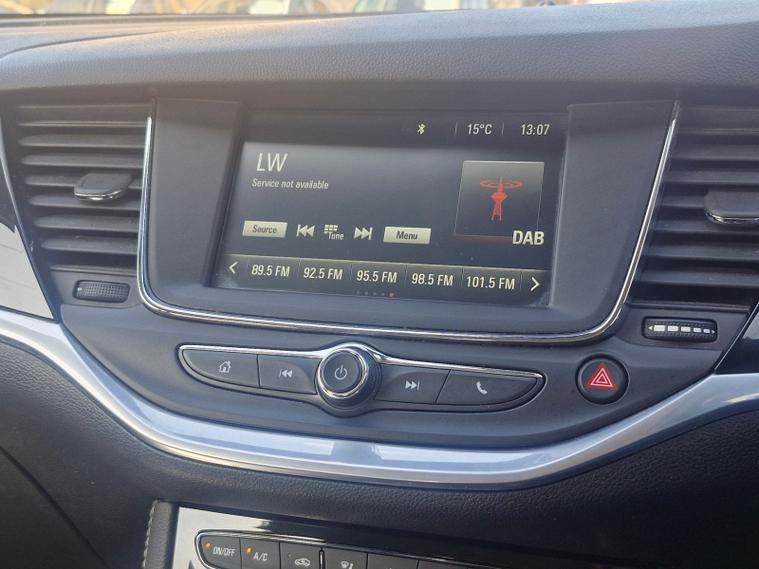 15°C 13:07
LW
Service not available
Source Tune Menu
DAB
89.5 FM 92.5 FM 95.5 FM 98.5 FM 101.5 FM
ON/OFF A/C